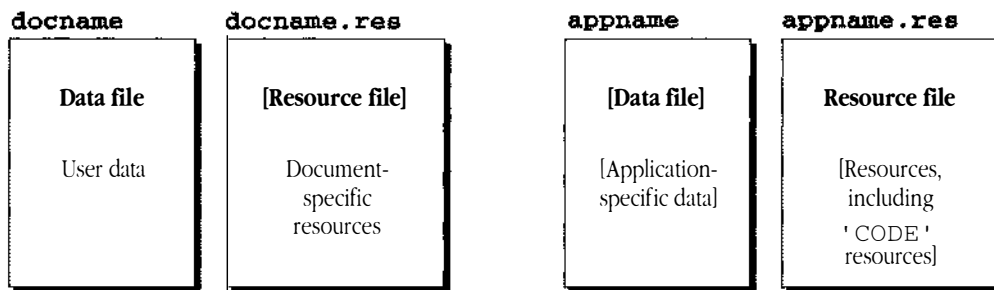 docname
docname.res
appname
appname.res
Data file
User data
[Resource file]
Document-
specific
resources
[Data file]
[Application-
specific data]
Resource file
[Resources,
including
'CODE'
resources]